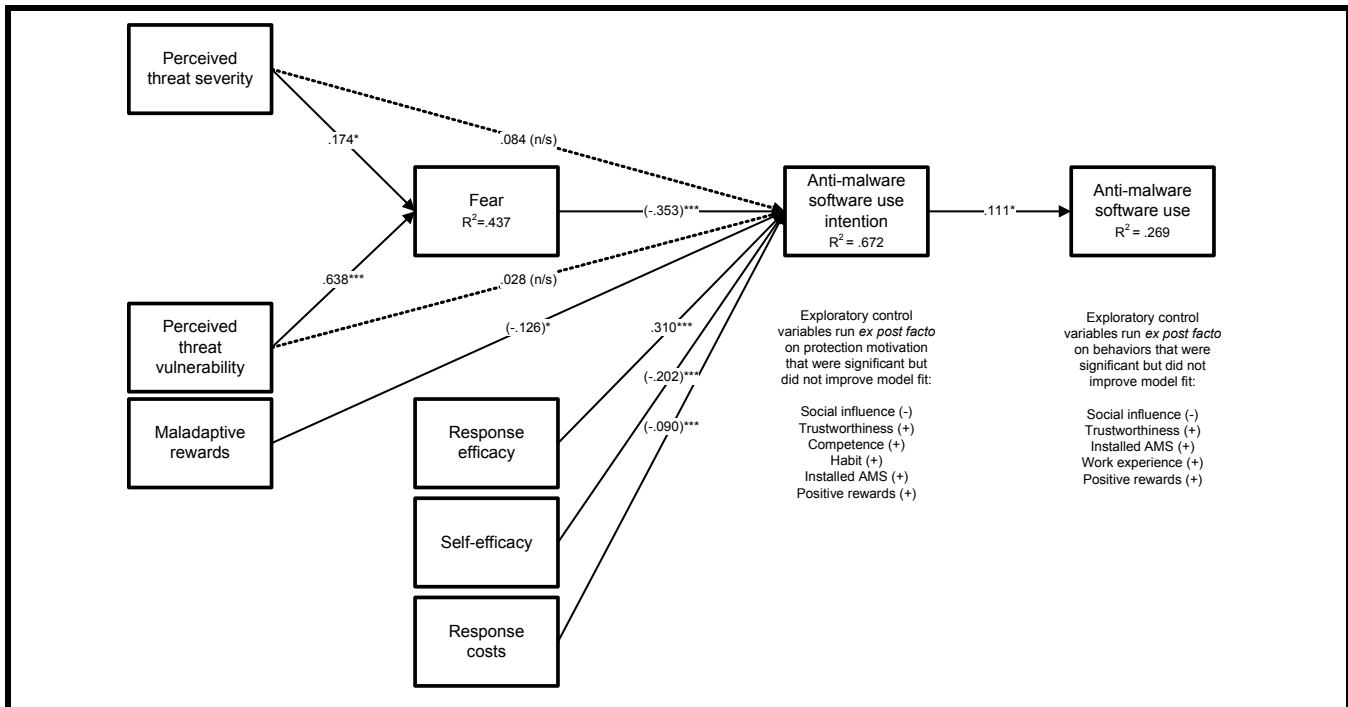 Perceived
threat severity
.174*
.084 (n/s)
Fear
R²=.437
(-.353)***
Anti-malware
software use
intention
R² = .672
.111*
Anti-malware
software use
R² = .269
.638***
.028 (n/s)
Perceived
threat
vulnerability
(-.126)*
Maladaptive
rewards
.310***
(-.202)***
(-.090)***
Response
efficacy
Self-efficacy
Response
costs
Exploratory control
variables run ex post facto
on protection motivation
that were significant but
did not improve model fit:
Social influence (-)
Trustworthiness (+)
Competence (+)
Habit (+)
Installed AMS (+)
Positive rewards (+)
Exploratory control
variables run ex post facto
on behaviors that were
significant but did not
improve model fit:
Social influence (-)
Trustworthiness (+)
Installed AMS (+)
Work experience (+)
Positive rewards (+)